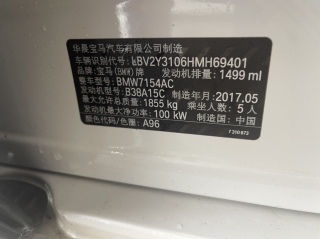 华晨宝马汽车有限公司制造
车辆识别代号: LBV2Y3106HMH69401
品牌: 宝马(BMW)牌 发动机排量: 1499 ml
整车型号: BMW7154AC
发动机型号: B38A15C 制造年月: 2017.05
最大允许总质量: 1855 kg 乘坐人数: 5 人
发动机最大净功率: 100 kW 制造国: 中国
颜色代码/色圈: A96